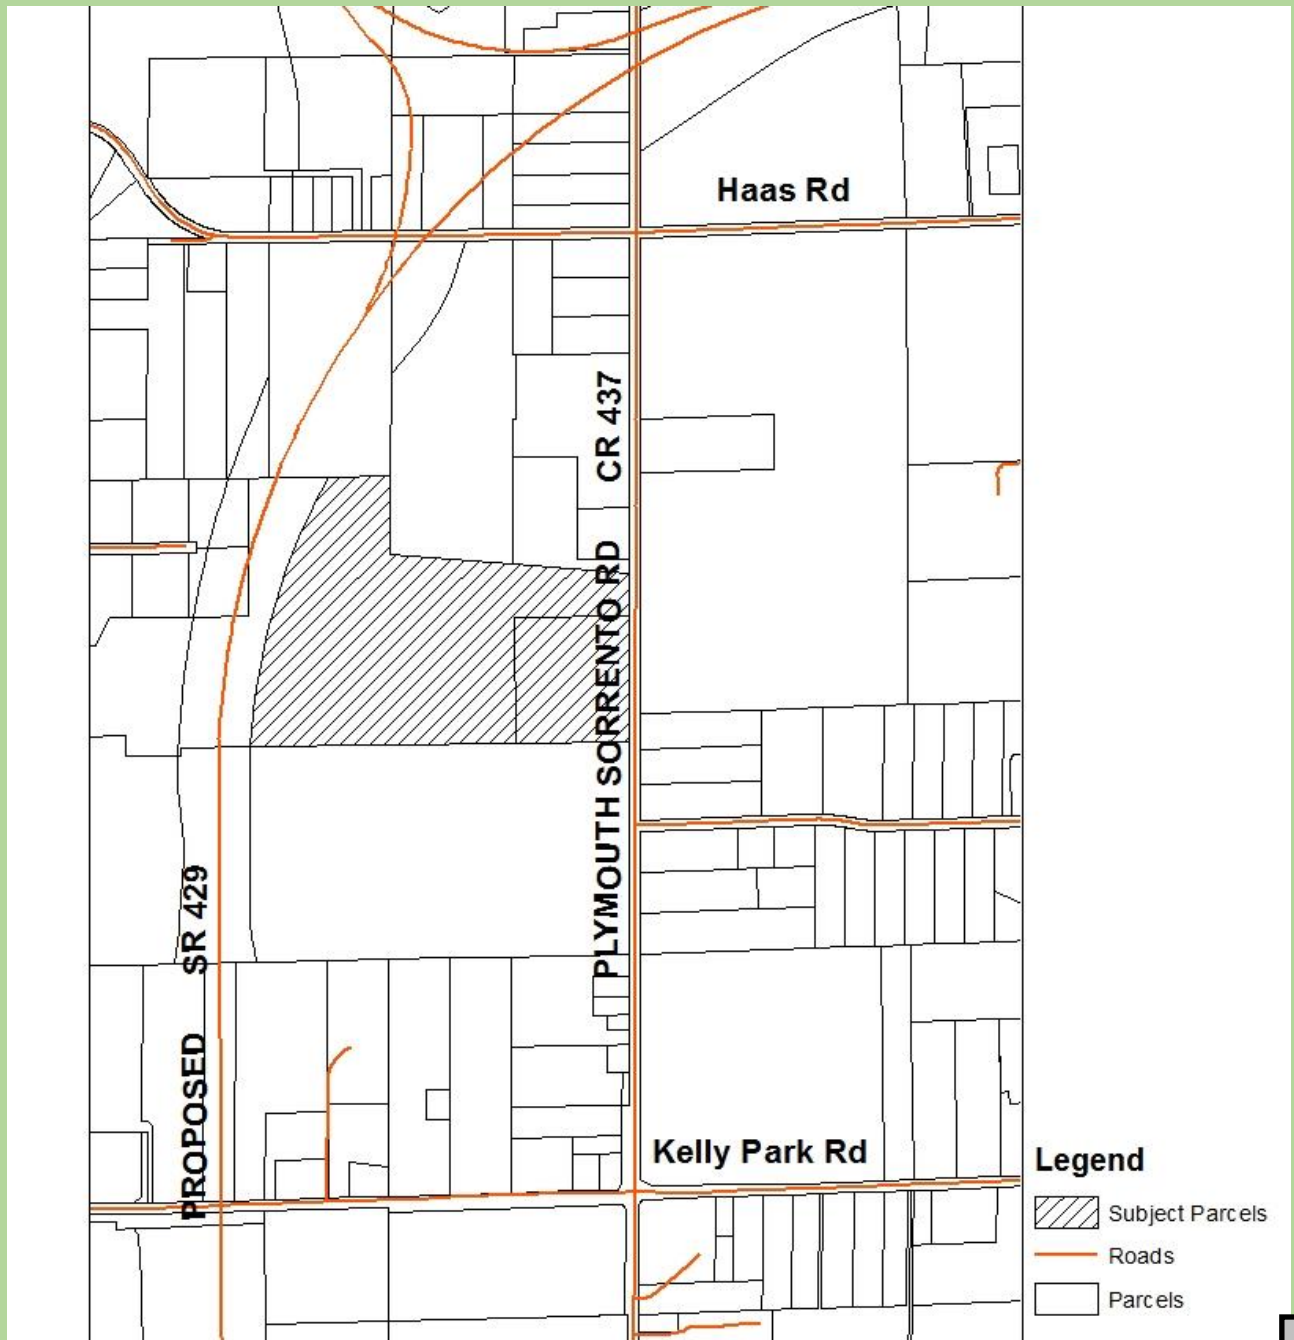 Haas Rd
PLYMOUTH SORRENTO RD CR 437
PROPOSED SR 429
Kelly Park Rd
Legend
Subject Parcels
Roads
Parcels